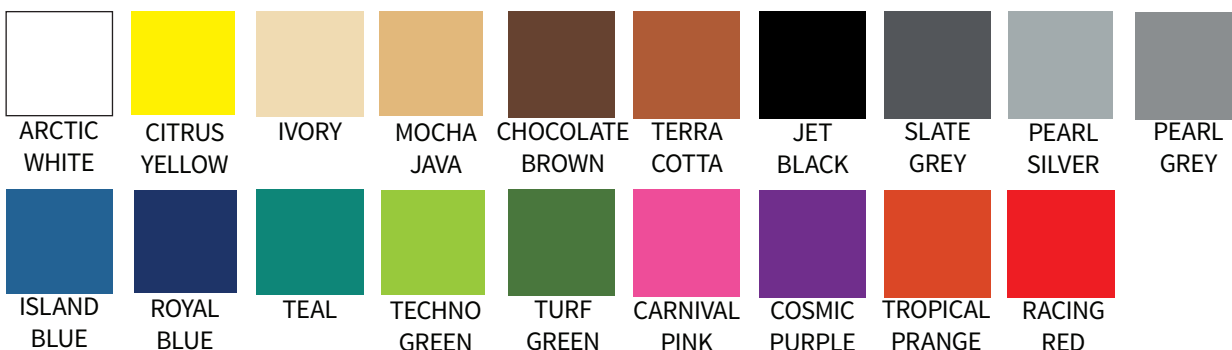 ARCTIC WHITE
CITRUS YELLOW
IVORY
MOCHA JAVA
CHOCOLATE BROWN
TERRA COTTA
JET BLACK
SLATE GREY
PEARL SILVER
PEARL GREY
ISLAND BLUE
ROYAL BLUE
TEAL
TECHNO GREEN
TURF GREEN
CARNIVAL PINK
COSMIC PURPLE
TROPICAL PRANGE
RACING RED